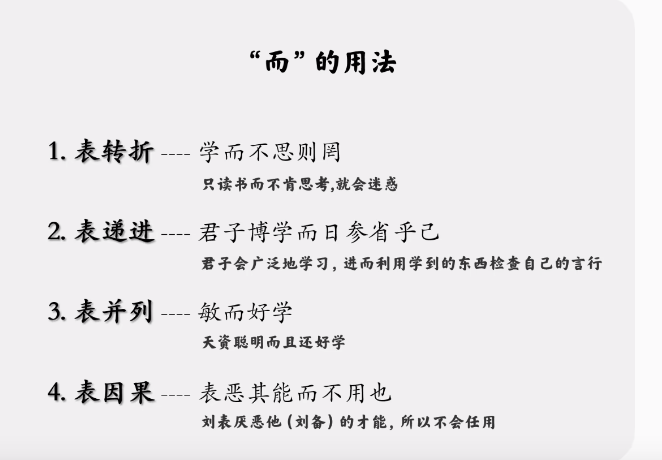 “而”的用法
1. 表转折 ---- 学而不思则罔
只读书而不肯思考,就会迷惑
2. 表递进 ---- 君子博学而日参省乎己
君子会广泛地学习，进而利用学到的东西检查自己的言行
3. 表并列 ---- 敏而好学
天资聪明而且还好学
4. 表因果 ---- 表恶其能而不用也
刘表厌恶他（刘备）的才能，所以不会任用